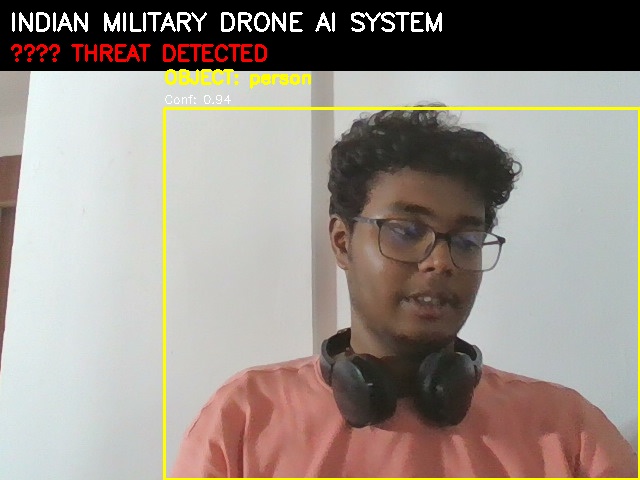 INDIAN MILITARY DRONE AI SYSTEM
???? THREAT DETECTED
OBJECT: person
Conf: 0.94